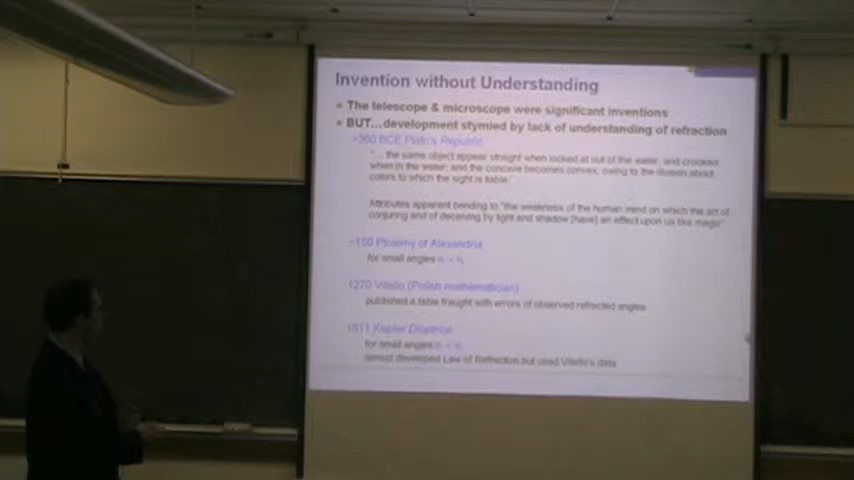 Invention without Understanding
The telescope & microscope were significant inventions
BUT...development stymied by lack of understanding of refraction
~360 BCE Plato's Republic
"... the same object appear straight when looked at out of the water, and crooked
when in the water; and the concave becomes convex, owing to the illusion about
colors to which the sight is liable."
Attributes apparent bending to "the weakness of the human mind on which the art of
conjuring and of deceiving by light and shadow [have] an effect upon us like magic"
~150 Ptolemy of Alexandria
for small angles
1270 Vitello (Polish mathematician)
published a table fraught with errors of observed refracted angles
1611 Kepler Dioptrice
for small angles
almost developed Law of Refraction but used Vitello's data